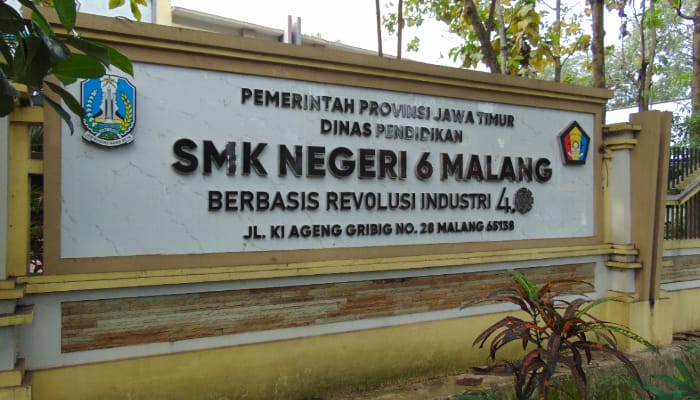 PEMERINTAH PROVINSI JAWA TIMUR
DINAS PENDIDIKAN
SMK NEGERI 6 MALANG
BERBASIS REVOLUSI INDUSTRI 4.0
JL. KI AGENG GRIBIG NO. 28 MALANG 65138